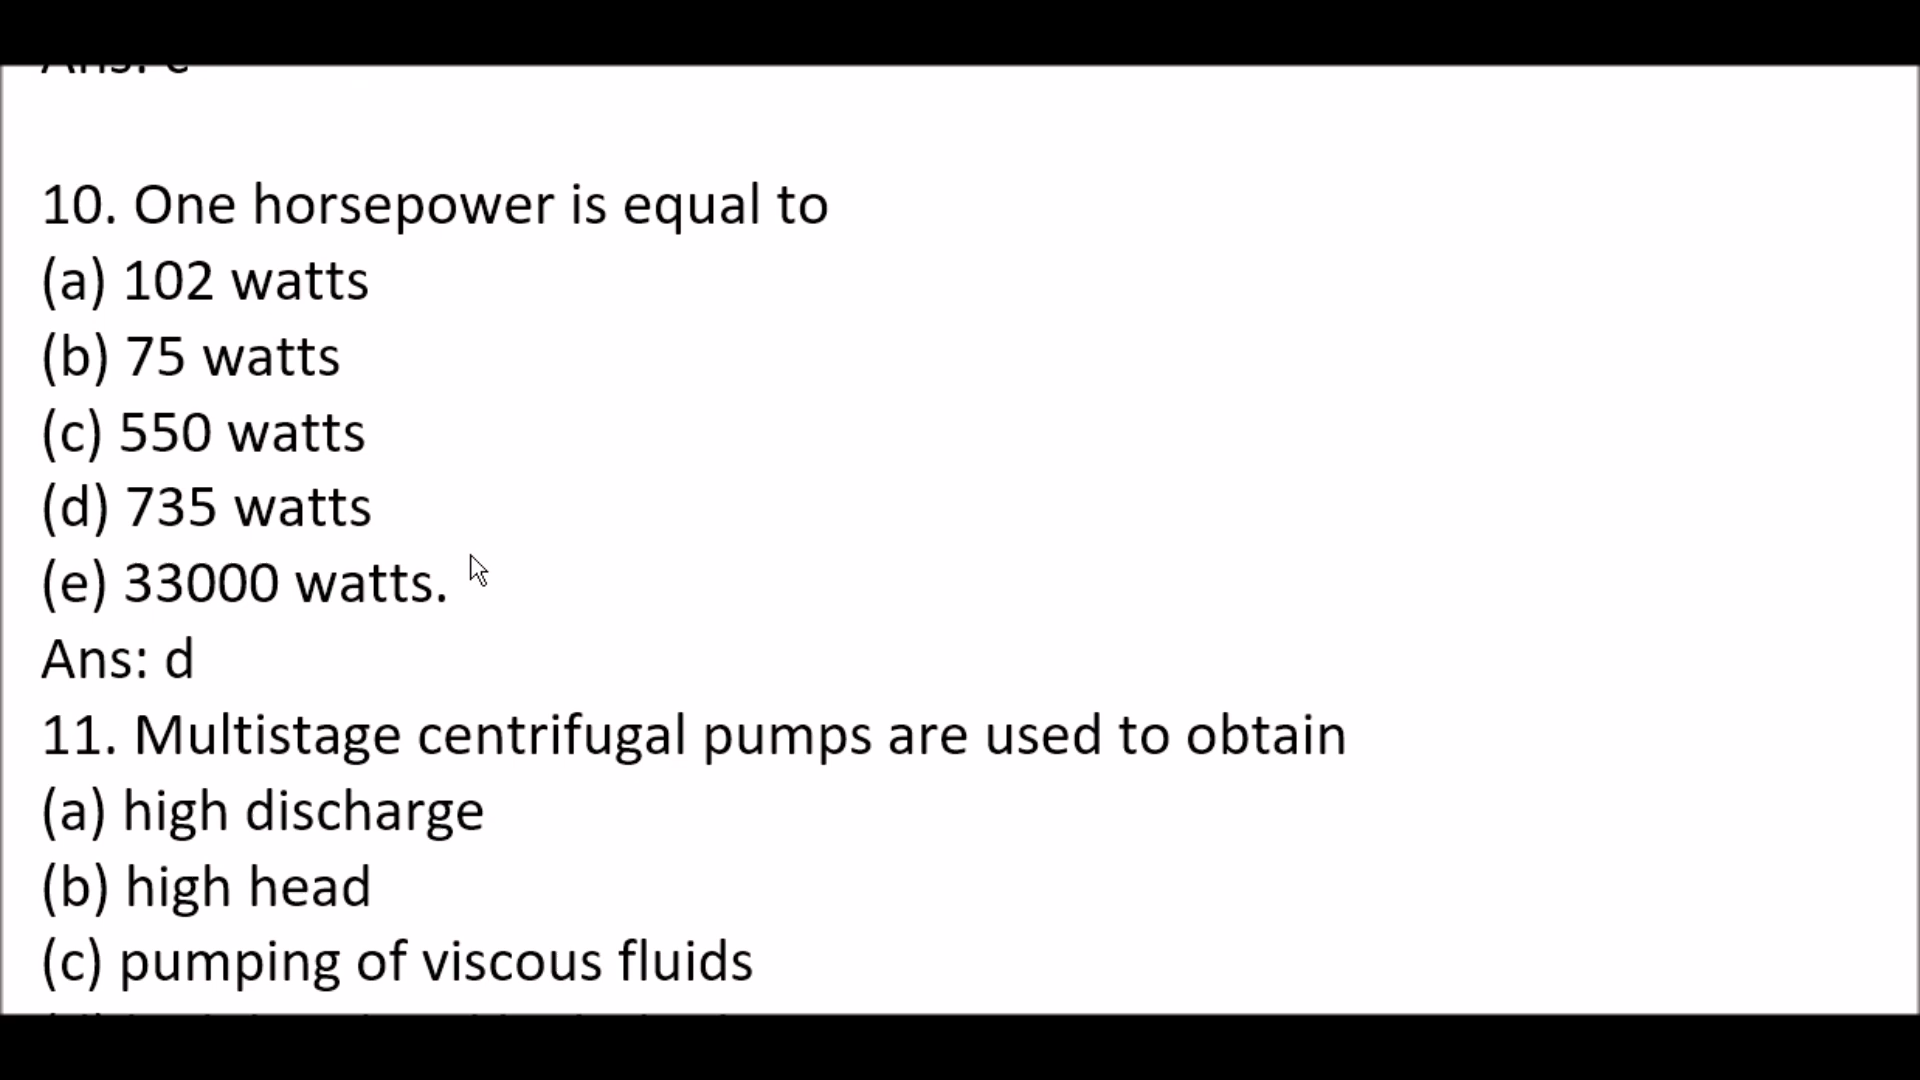 Ans: c
10. One horsepower is equal to
(a) 102 watts
(b) 75 watts
(c) 550 watts
(d) 735 watts
(e) 33000 watts.
Ans: d
11. Multistage centrifugal pumps are used to obtain
(a) high discharge
(b) high head
(c) pumping of viscous fluids